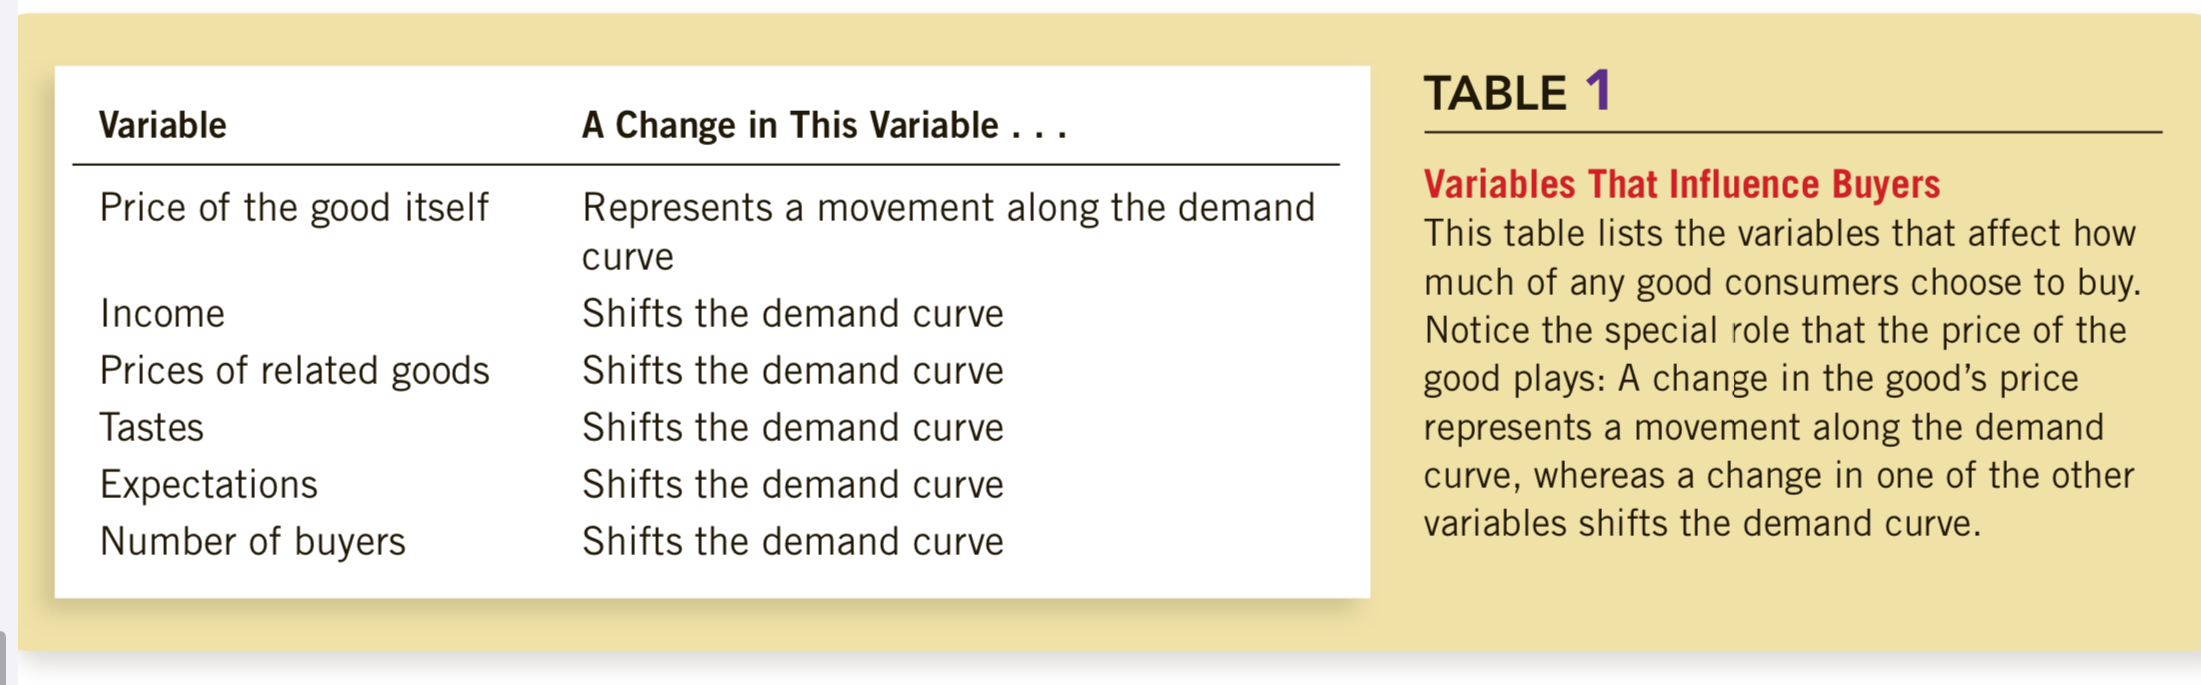 Variable A Change in This Variable . . .
Price of the good itself Represents a movement along the demand
curve
Income Shifts the demand curve
Prices of related goods Shifts the demand curve
Tastes Shifts the demand curve
Expectations Shifts the demand curve
Number of buyers Shifts the demand curve
TABLE 1
Variables That Influence Buyers
This table lists the variables that affect how
much of any good consumers choose to buy.
Notice the special role that the price of the
good plays: A change in the good’s price
represents a movement along the demand
curve, whereas a change in one of the other
variables shifts the demand curve.